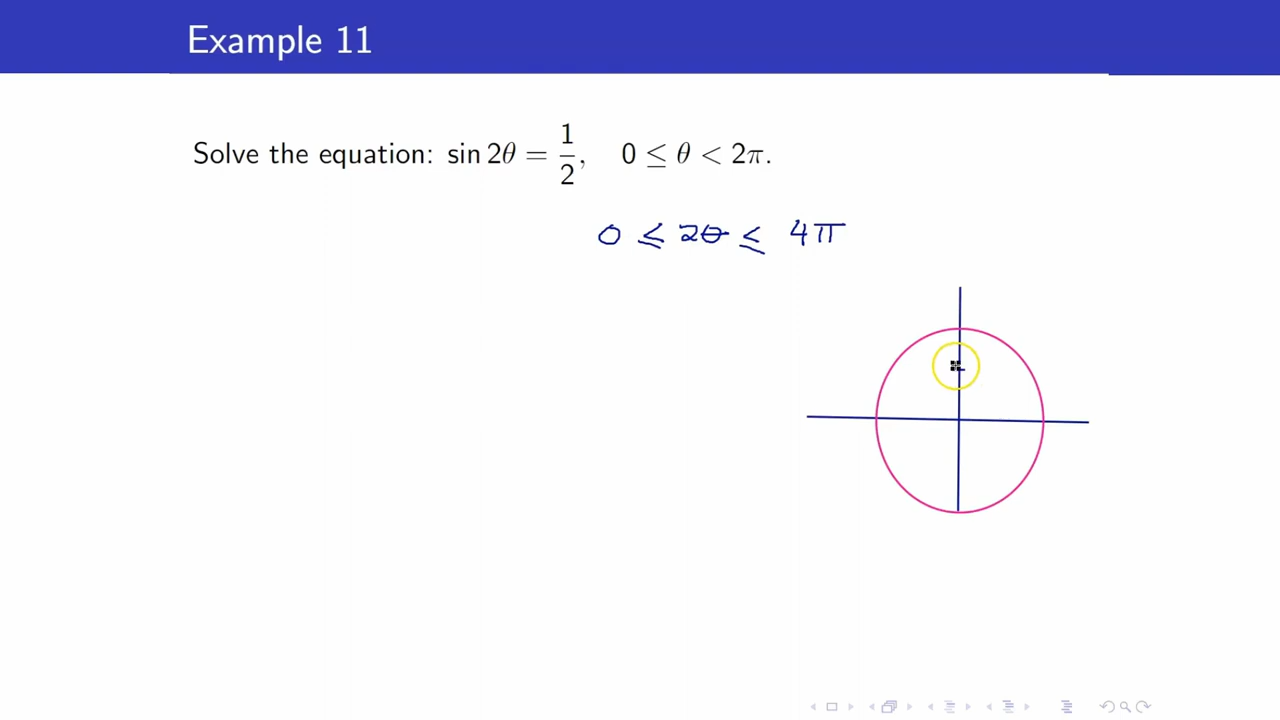 Example 11
Solve the equation: sin 2θ = 1/2, 0 ≤ θ < 2π.
0 ≤ 2θ ≤ 4π